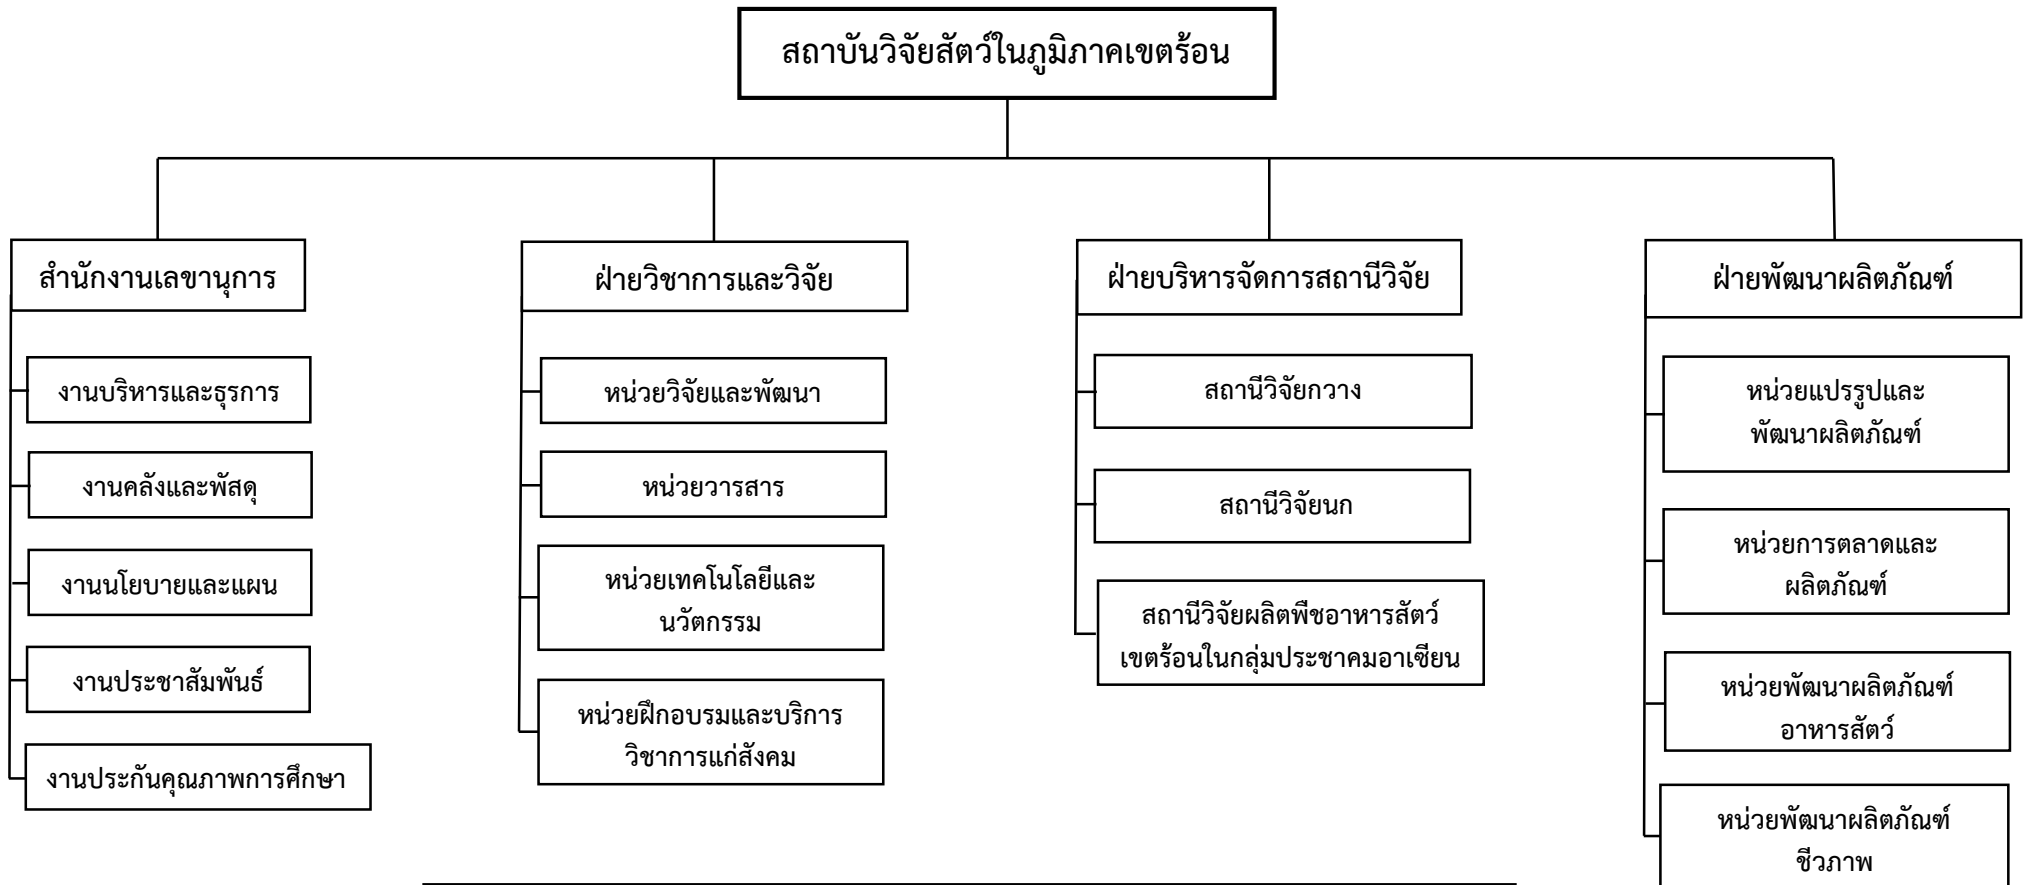 สถาบันวิจัยสัตว์ในภูมิภาคเขตร้อน
สำนักงานเลขานุการ
งานบริหารและธุรการ
งานคลังและพัสดุ
งานนโยบายและแผน
งานประชาสัมพันธ์
งานประกันคุณภาพการศึกษา
ฝ่ายวิชาการและวิจัย
หน่วยวิจัยและพัฒนา
หน่วยวารสาร
หน่วยเทคโนโลยีและ
นวัตกรรม
หน่วยฝึกอบรมและบริการ
วิชาการแก่สังคม
ฝ่ายบริหารจัดการสถานีวิจัย
สถานีวิจัยกวาง
สถานีวิจัยนก
สถานีวิจัยผลิตพืชอาหารสัตว์
เขตร้อนในกลุ่มประชาคมอาเซียน
ฝ่ายพัฒนาผลิตภัณฑ์
หน่วยแปรรูปและ
พัฒนาผลิตภัณฑ์
หน่วยการตลาดและ
ผลิตภัณฑ์
หน่วยพัฒนาผลิตภัณฑ์
อาหารสัตว์
หน่วยพัฒนาผลิตภัณฑ์
ชีวภาพ